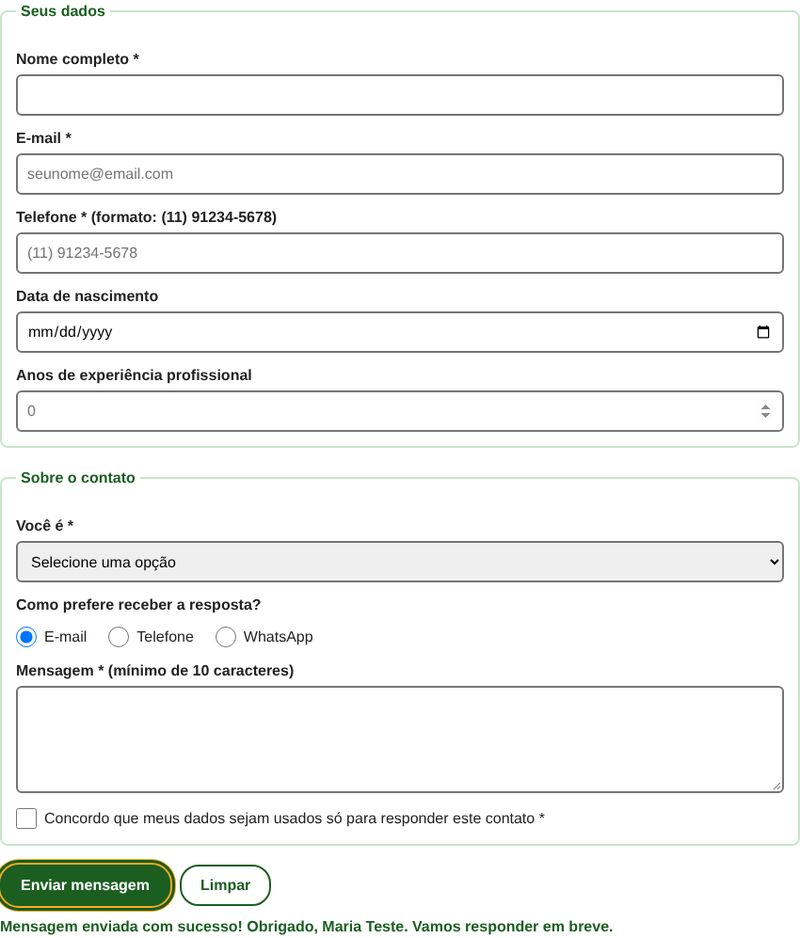 Seus dados
Nome completo *
E-mail *
seunome@email.com
Telefone * (formato: (11) 91234-5678)
(11) 91234-5678
Data de nascimento
mm/dd/yyyy
Anos de experiência profissional
0
Sobre o contato
Você é *
Selecione uma opção
Como prefere receber a resposta?
E-mail Telefone WhatsApp
Mensagem * (mínimo de 10 caracteres)
Concordo que meus dados sejam usados só para responder este contato *
Enviar mensagem Limpar
Mensagem enviada com sucesso! Obrigado, Maria Teste. Vamos responder em breve.